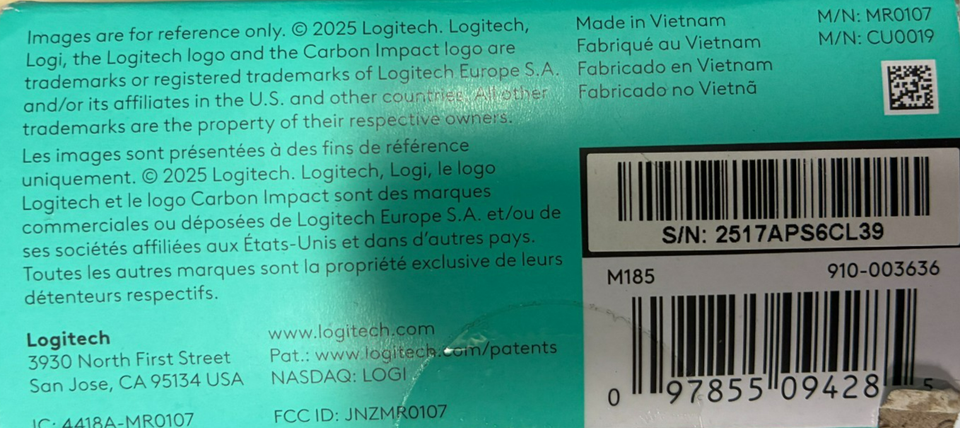 Images are for reference only. © 2025 Logitech. Logitech,
Logi, the Logitech logo and the Carbon Impact logo are
trademarks or registered trademarks of Logitech Europe S.A.
and/or its affiliates in the U.S. and other countries. All other
trademarks are the property of their respective owners.
Les images sont présentées à des fins de référence
uniquement. © 2025 Logitech. Logitech, Logi, le logo
Logitech et le logo Carbon Impact sont des marques
commerciales ou déposées de Logitech Europe S.A. et/ou de
ses sociétés affiliées aux États-Unis et dans d'autres pays.
Toutes les autres marques sont la propriété exclusive de leurs
détenteurs respectifs.
Logitech
3930 North First Street
San Jose, CA 95134 USA
IC: 4418A-MR0107
www.logitech.com
Pat.: www.logitech.com/patents
NASDAQ: LOGI
FCC ID: JNZMR0107
Made in Vietnam
Fabriqué au Vietnam
Fabricado en Vietnam
Fabricado no Vietnã
M/N: MR0107
M/N: CU0019
S/N: 2517APS6CL39
M185 910-003636
0 97855 09428 5